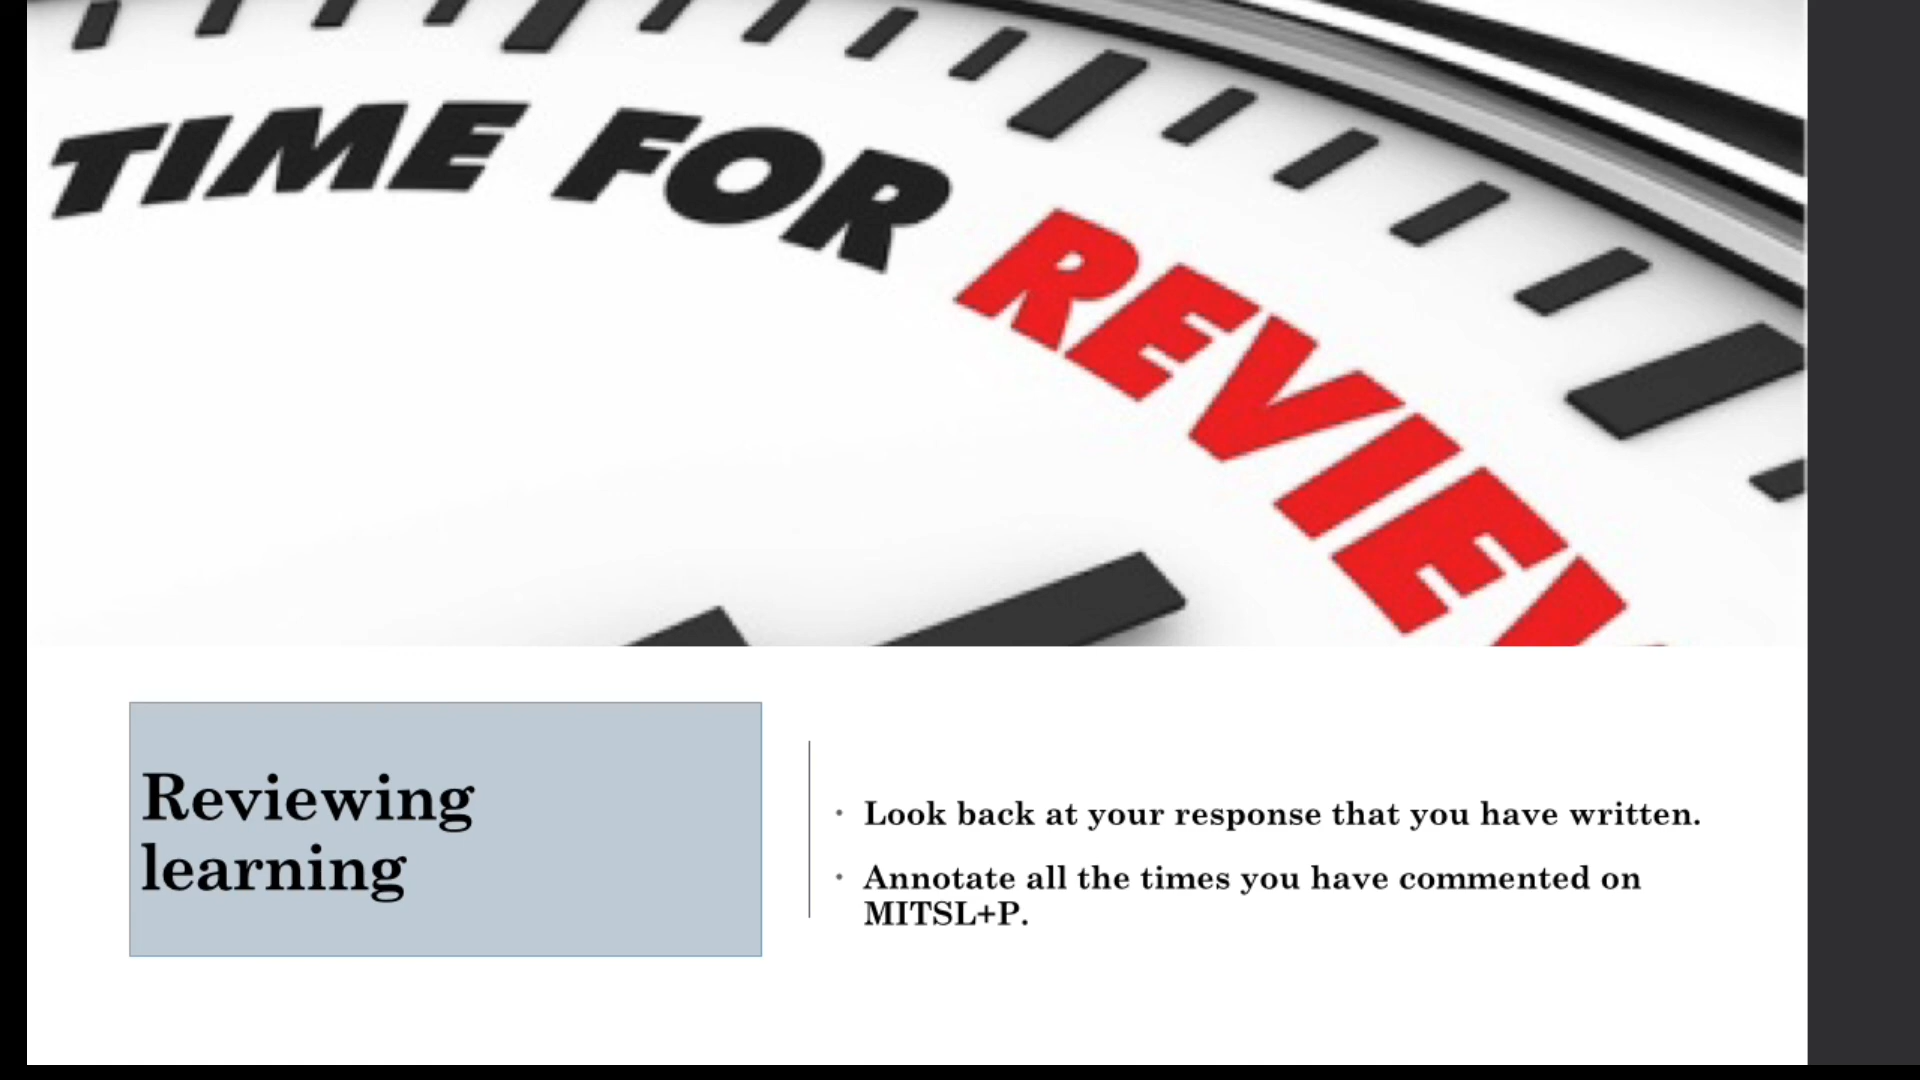 TIME FOR REVIEW
Reviewing
learning
• Look back at your response that you have written.
• Annotate all the times you have commented on
MITSL+P.